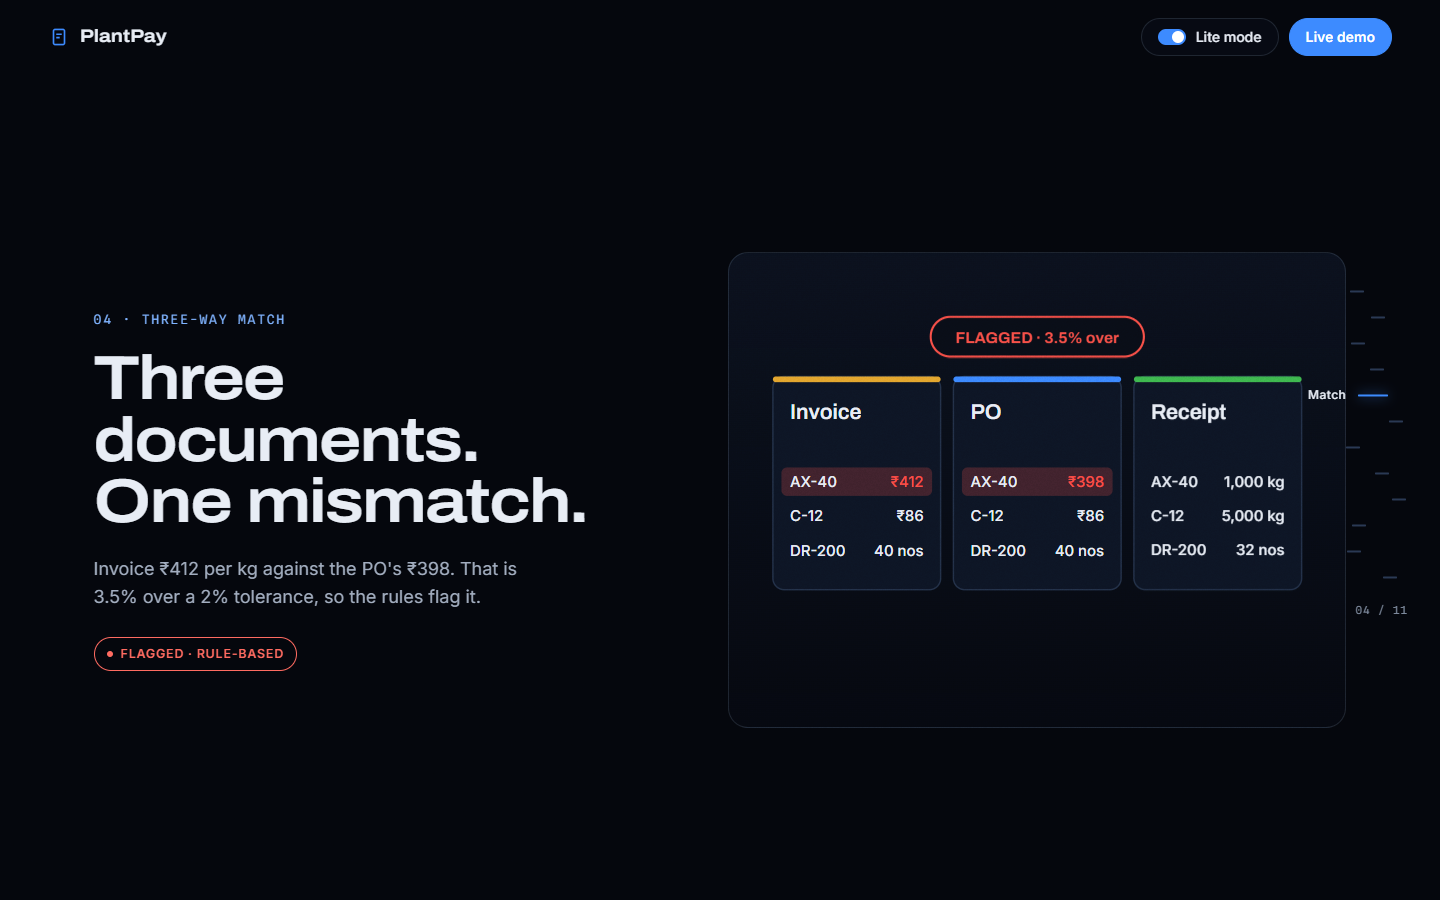 PlantPay
Lite mode
Live demo
04 · THREE-WAY MATCH
Three
documents.
One mismatch.
Invoice ₹412 per kg against the PO's ₹398. That is
3.5% over a 2% tolerance, so the rules flag it.
FLAGGED · RULE-BASED
FLAGGED · 3.5% over
Invoice
AX-40 ₹412
C-12 ₹86
DR-200 40 nos
PO
AX-40 ₹398
C-12 ₹86
DR-200 40 nos
Receipt
AX-40 1,000 kg
C-12 5,000 kg
DR-200 32 nos
Match
04 / 11